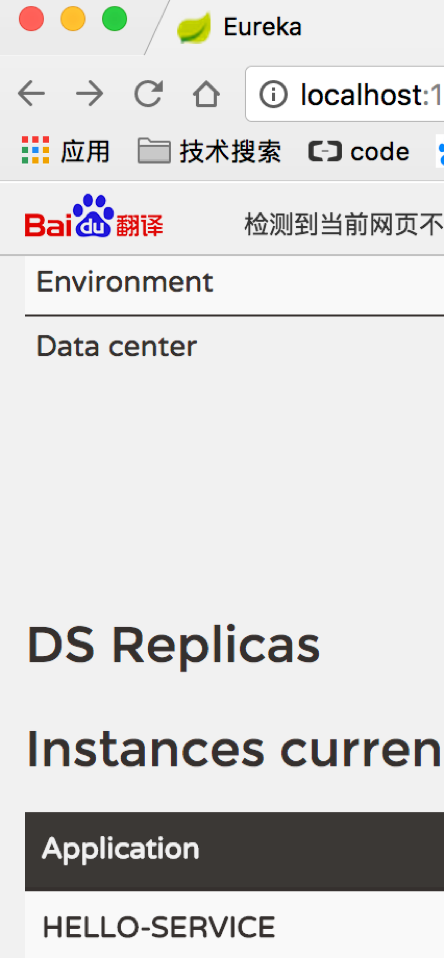 Eureka
localhost:1
应用 技术搜索 code
Bai du 翻译 检测到当前网页不
Environment
Data center
DS Replicas
Instances curren
Application
HELLO-SERVICE